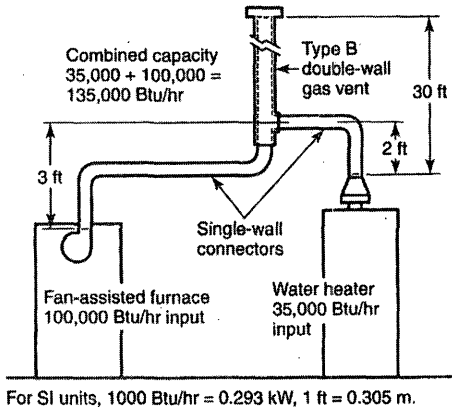 Combined capacity
35,000 + 100,000 =
135,000 Btu/hr
Type B
double-wall
gas vent
30 ft
2 ft
3 ft
Single-wall
connectors
Fan-assisted furnace
100,000 Btu/hr input
Water heater
35,000 Btu/hr
input
For SI units, 1000 Btu/hr = 0.293 kW, 1 ft = 0.305 m.